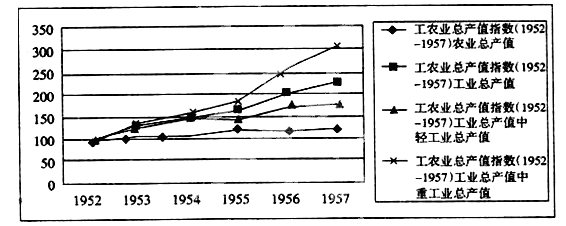 350
300
250
200
150
100
50
0
1952 1953 1954 1955 1956 1957
工农业总产值指数(1952
-1957)农业总产值
工农业总产值指数(1952
-1957)工业总产值
工农业总产值指数(1952
-1957)工业总产值中
轻工业总产值
工农业总产值指数(1952
-1957)工业总产值中
重工业总产值